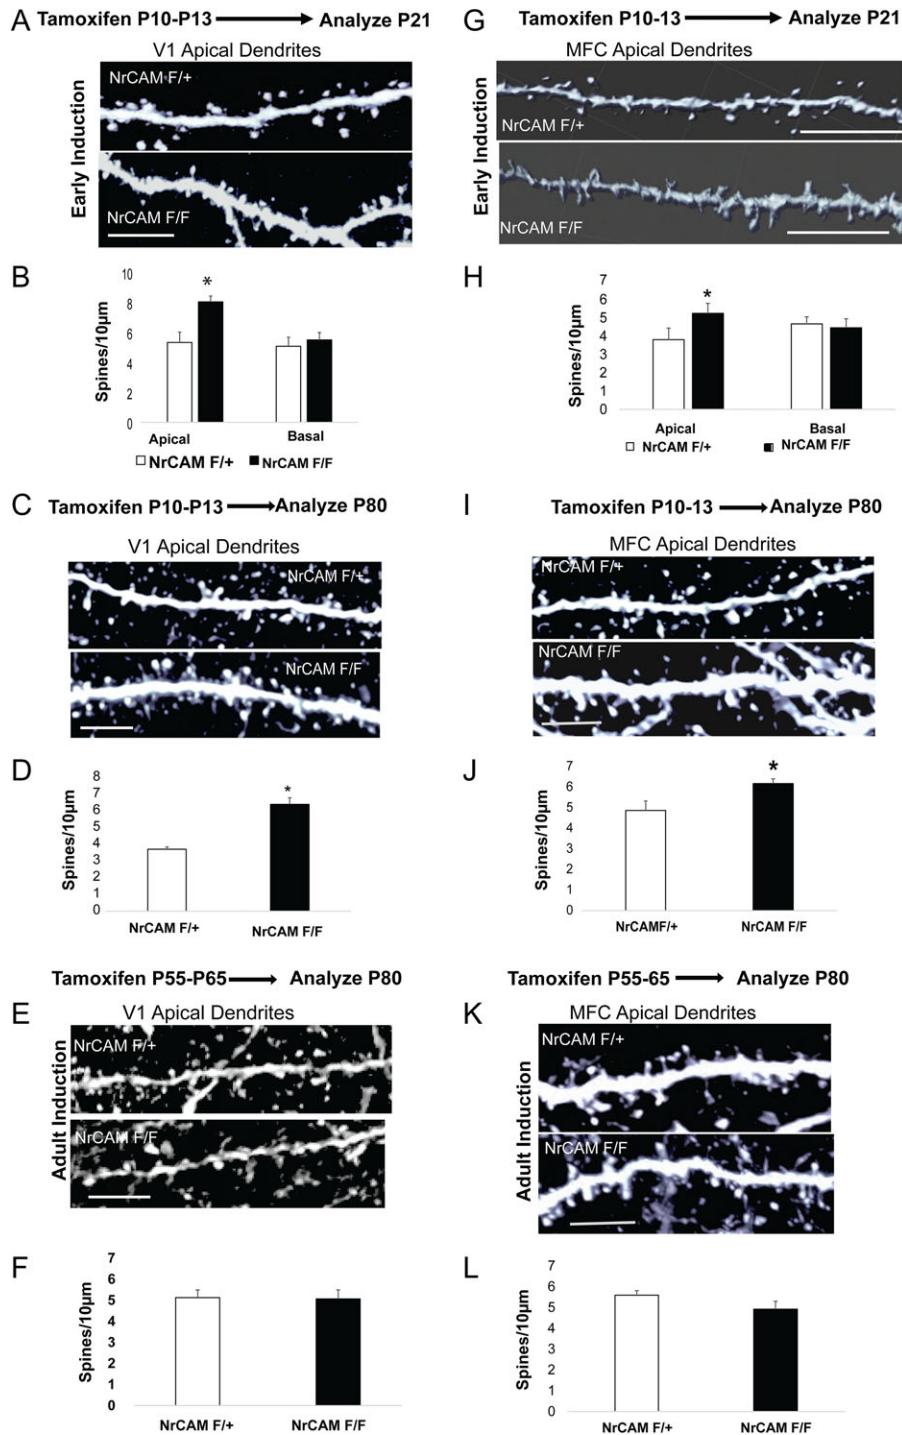 A
Tamoxifen P10-P13 Analyze P21
V1 Apical Dendrites
Early Induction
NrCAM F/+
NrCAM F/F
B
Spines/10μm
10
8
6
4
2
0
*
Apical Basal
NrCAM F/+ NrCAM F/F
C
Tamoxifen P10-P13 Analyze P80
V1 Apical Dendrites
NrCAM F/+
NrCAM F/F
D
Spines/10μm
8
7
6
5
4
3
2
1
0
*
NrCAM F/+ NrCAM F/F
Tamoxifen P55-P65 Analyze P80
E
V1 Apical Dendrites
Adult Induction
NrCAM F/+
NrCAM F/F
F
Spines/10μm
7
6
5
4
3
2
1
0
NrCAM F/+ NrCAM F/F
G
Tamoxifen P10-13 Analyze P21
MFC Apical Dendrites
Early Induction
NrCAM F/+
NrCAM F/F
H
Spines/10μm
7
6
5
4
3
2
1
0
*
Apical Basal
NrCAM F/+ NrCAM F/F
I
Tamoxifen P10-13 Analyze P80
MFC Apical Dendrites
NrCAM F/+
NrCAM F/F
J
Spines/10μm
7
6
5
4
3
2
1
0
*
NrCAMF/+ NrCAM F/F
Tamoxifen P55-65 Analyze P80
K
MFC Apical Dendrites
Adult Induction
NrCAM F/+
NrCAM F/F
L
Spines/10μm
7
6
5
4
3
2
1
0
NrCAM F/+ NrCAM F/F